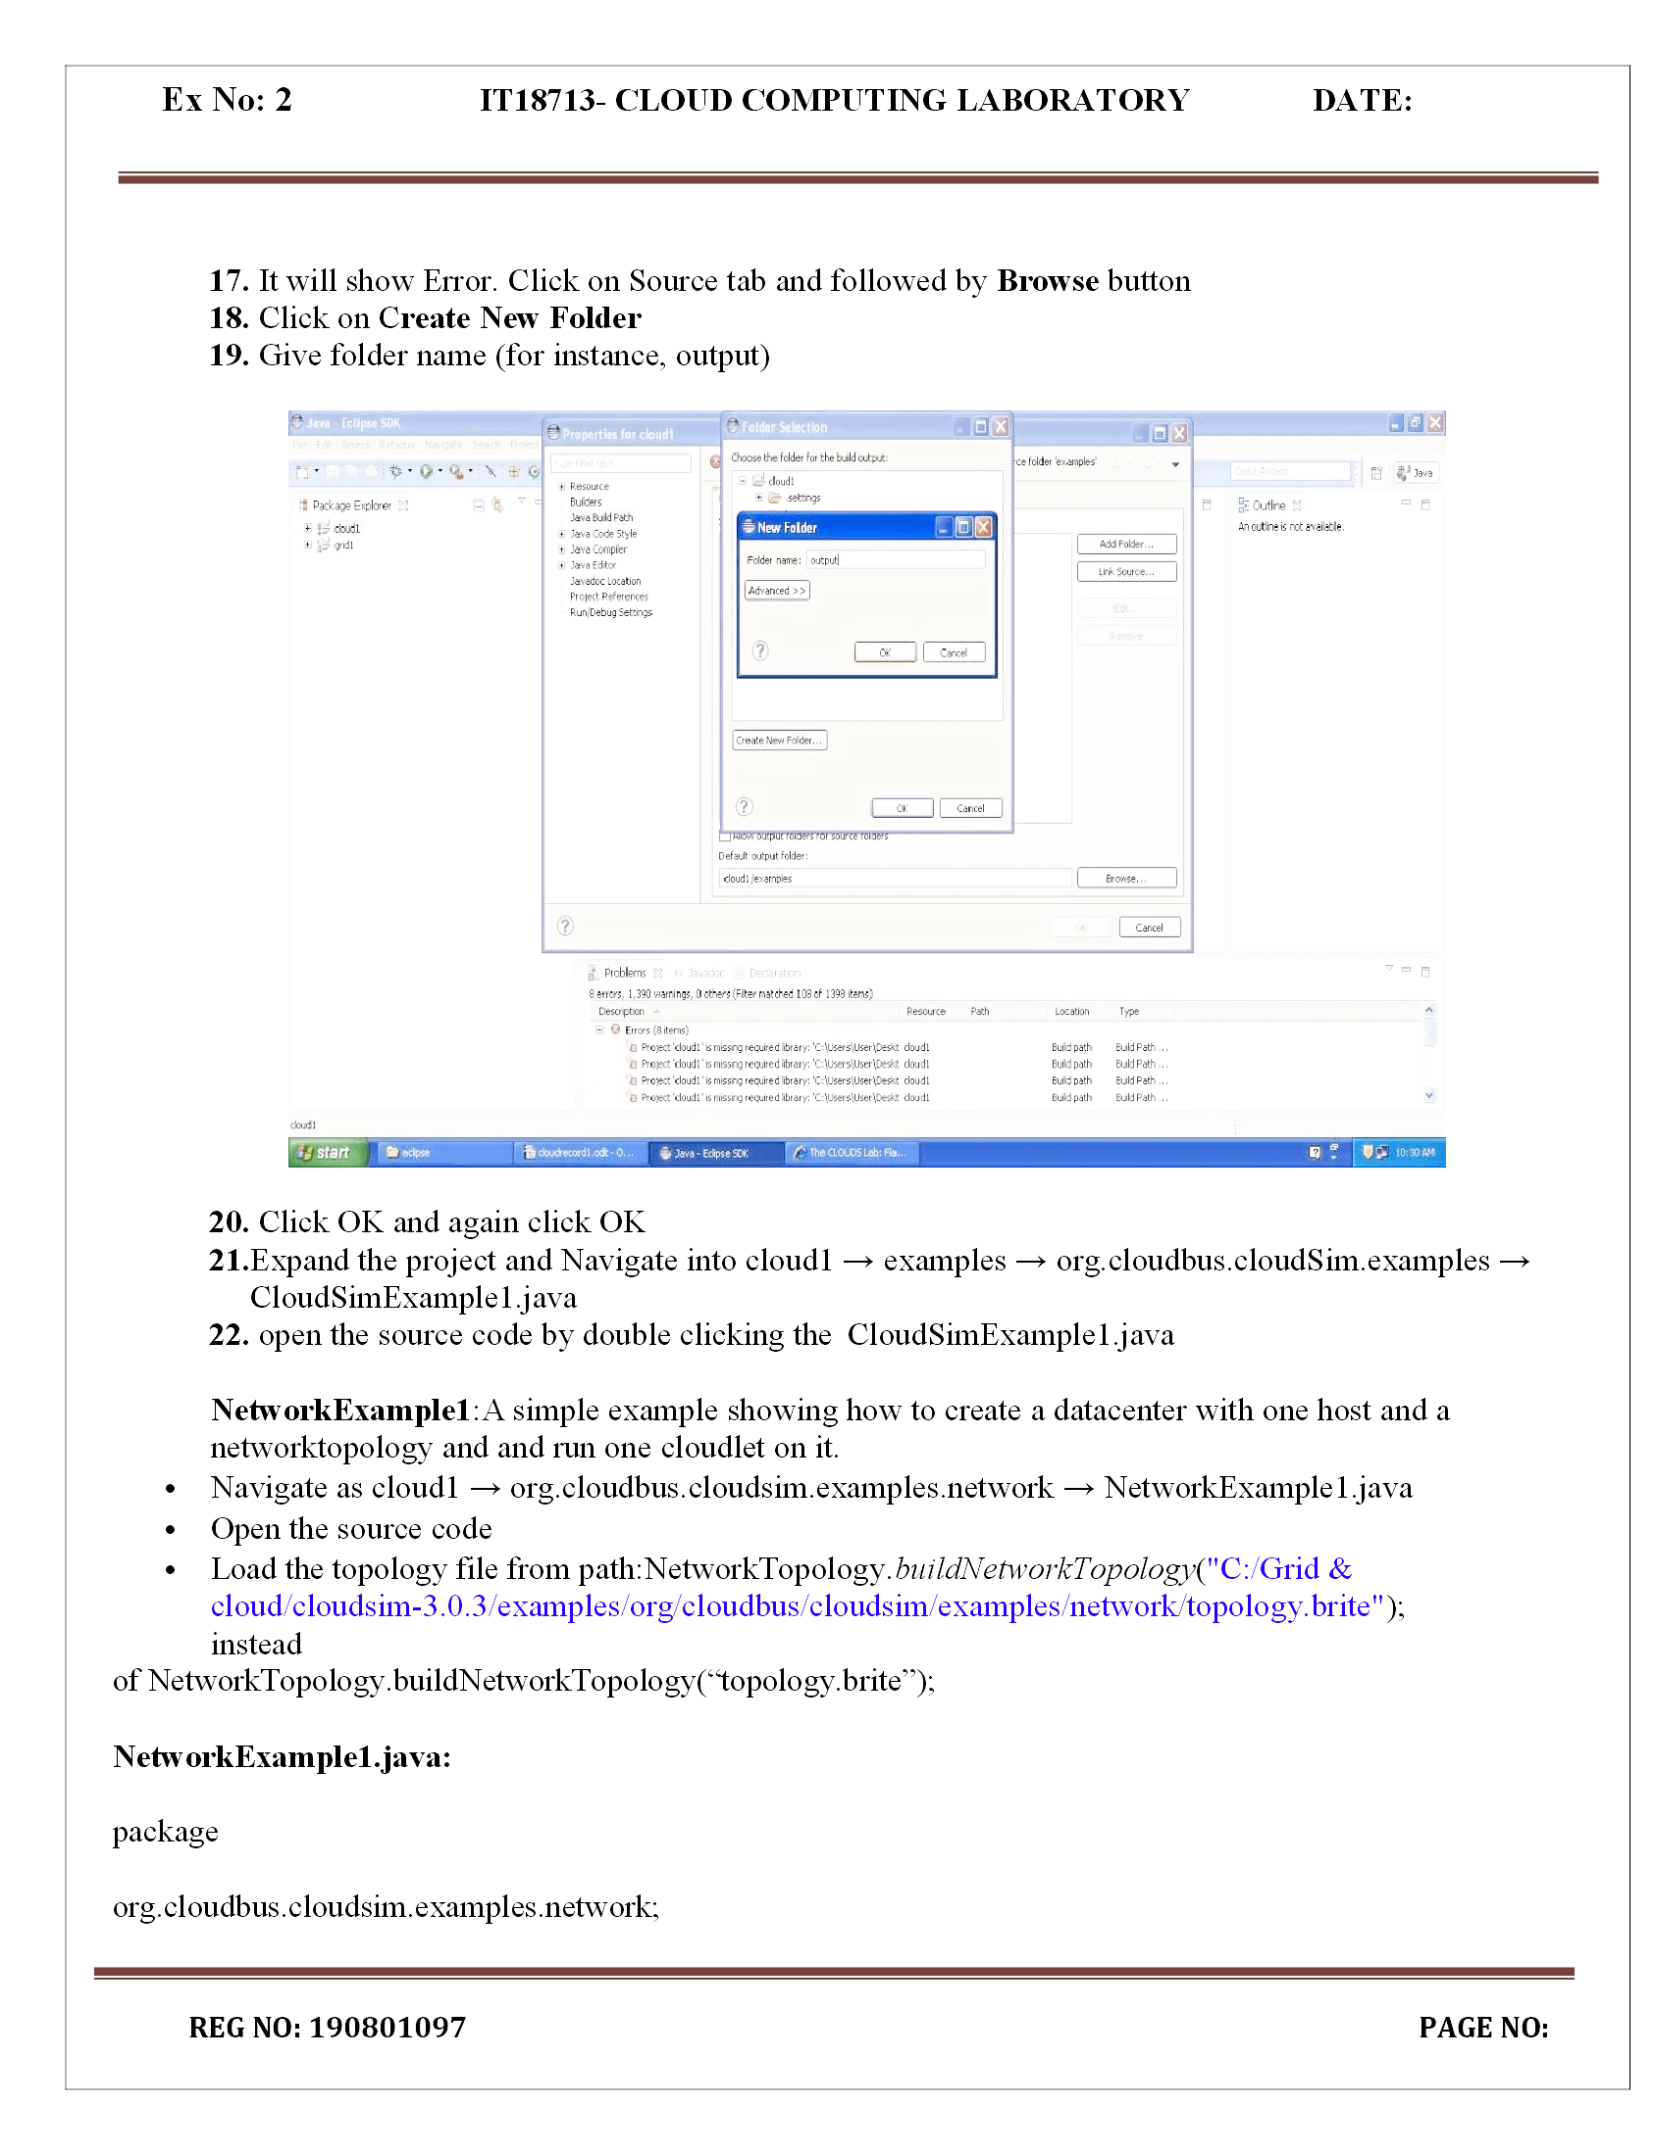 Ex No: 2 IT18713- CLOUD COMPUTING LABORATORY DATE:
17. It will show Error. Click on Source tab and followed by Browse button
18. Click on Create New Folder
19. Give folder name (for instance, output)
Java - Eclipse SDK
File Edit Source Refactor Navigate Search Project
Properties for cloud1
Folder Selection
type filter text
Choose the folder for the build output:
rce folder 'examples'
Quick Access
Java
Package Explorer
cloud1
grid1
Resource
Builders
Java Build Path
Java Code Style
Java Compiler
Java Editor
Javadoc Location
Project References
Run/Debug Settings
cloud1
.settings
New Folder
Folder name: output
Advanced >>
OK Cancel
Create New Folder...
OK Cancel
Add Folder...
Link Source...
Edit...
Remove
Outline
An outline is not available.
Allow output folders for source folders
Default output folder:
cloud1/examples
Browse...
OK Cancel
Problems Javadoc Declaration
8 errors, 1,390 warnings, 0 others (Filter matched 108 of 1398 items)
Description Resource Path Location Type
Errors (8 items)
Project 'cloud1' is missing required library: 'C:\Users\User\Deskt cloud1 Build path Build Path ...
Project 'cloud1' is missing required library: 'C:\Users\User\Deskt cloud1 Build path Build Path ...
Project 'cloud1' is missing required library: 'C:\Users\User\Deskt cloud1 Build path Build Path ...
Project 'cloud1' is missing required library: 'C:\Users\User\Deskt cloud1 Build path Build Path ...
cloud1
start eclipse cloudrecord1.odt - O... Java - Eclipse SDK The CLOUDS Lab: Fla... 10:30 AM
20. Click OK and again click OK
21.Expand the project and Navigate into cloud1 → examples → org.cloudbus.cloudSim.examples →
CloudSimExample1.java
22. open the source code by double clicking the CloudSimExample1.java
NetworkExample1:A simple example showing how to create a datacenter with one host and a
networktopology and and run one cloudlet on it.
• Navigate as cloud1 → org.cloudbus.cloudsim.examples.network → NetworkExample1.java
• Open the source code
• Load the topology file from path:NetworkTopology.buildNetworkTopology("C:/Grid &
cloud/cloudsim-3.0.3/examples/org/cloudbus/cloudsim/examples/network/topology.brite");
instead
of NetworkTopology.buildNetworkTopology(“topology.brite”);
NetworkExample1.java:
package
org.cloudbus.cloudsim.examples.network;
REG NO: 190801097 PAGE NO: